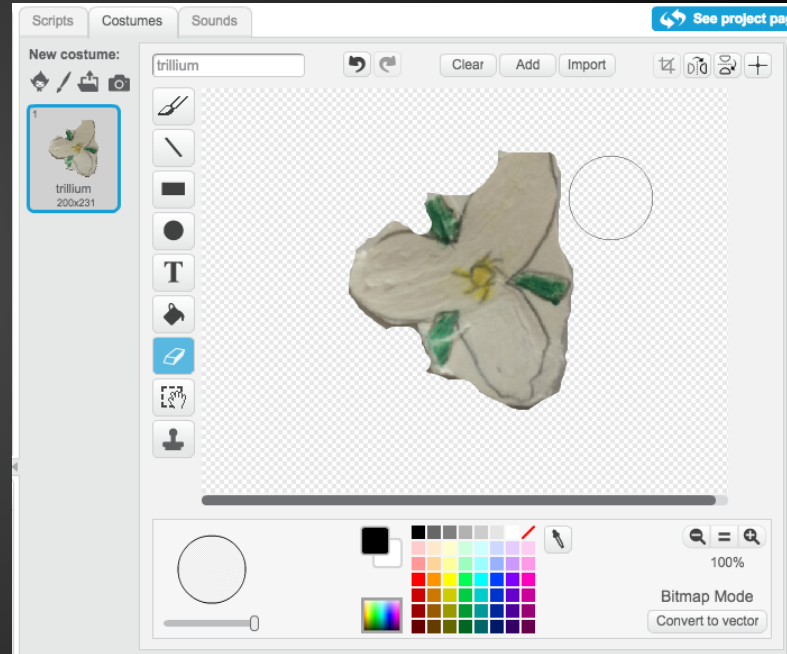 Scripts Costumes Sounds
See project pa
New costume:
trillium
Clear Add Import
1
trillium
200x231
T
100%
Bitmap Mode
Convert to vector